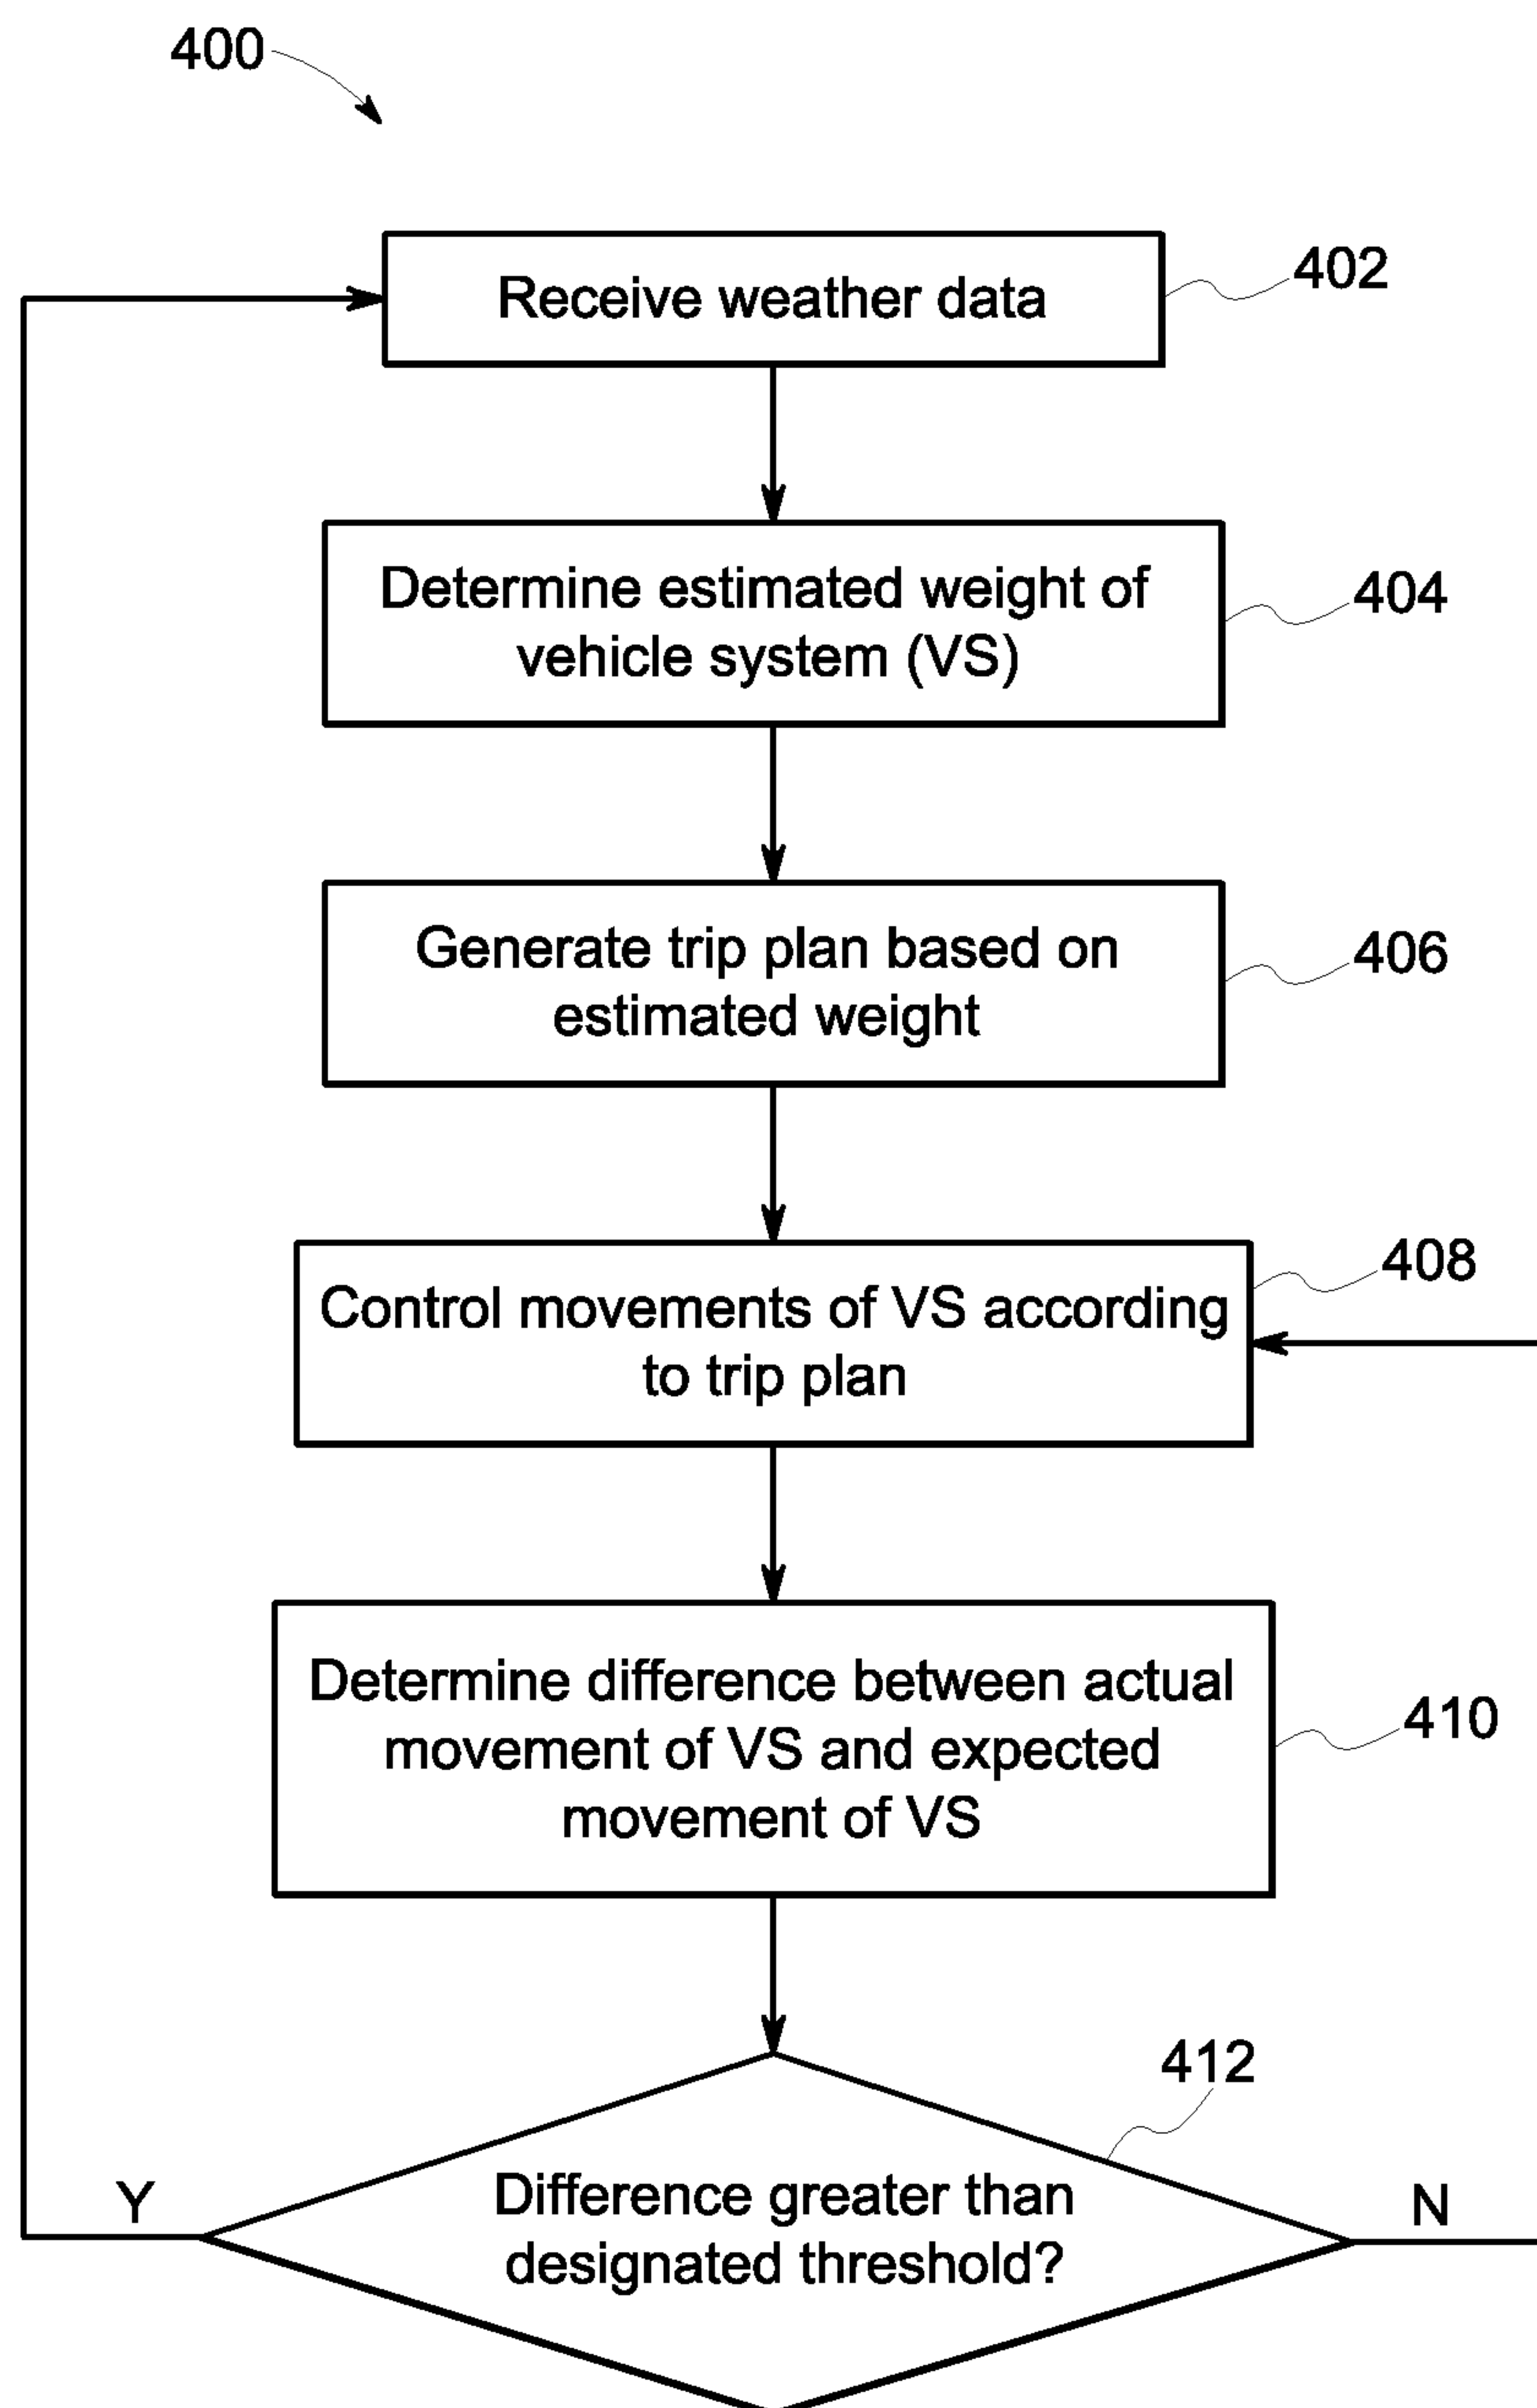 400
Receive weather data
402
Determine estimated weight of
vehicle system (VS)
404
Generate trip plan based on
estimated weight
406
Control movements of VS according
to trip plan
408
Determine difference between actual
movement of VS and expected
movement of VS
410
412
Difference greater than
designated threshold?
Y
N